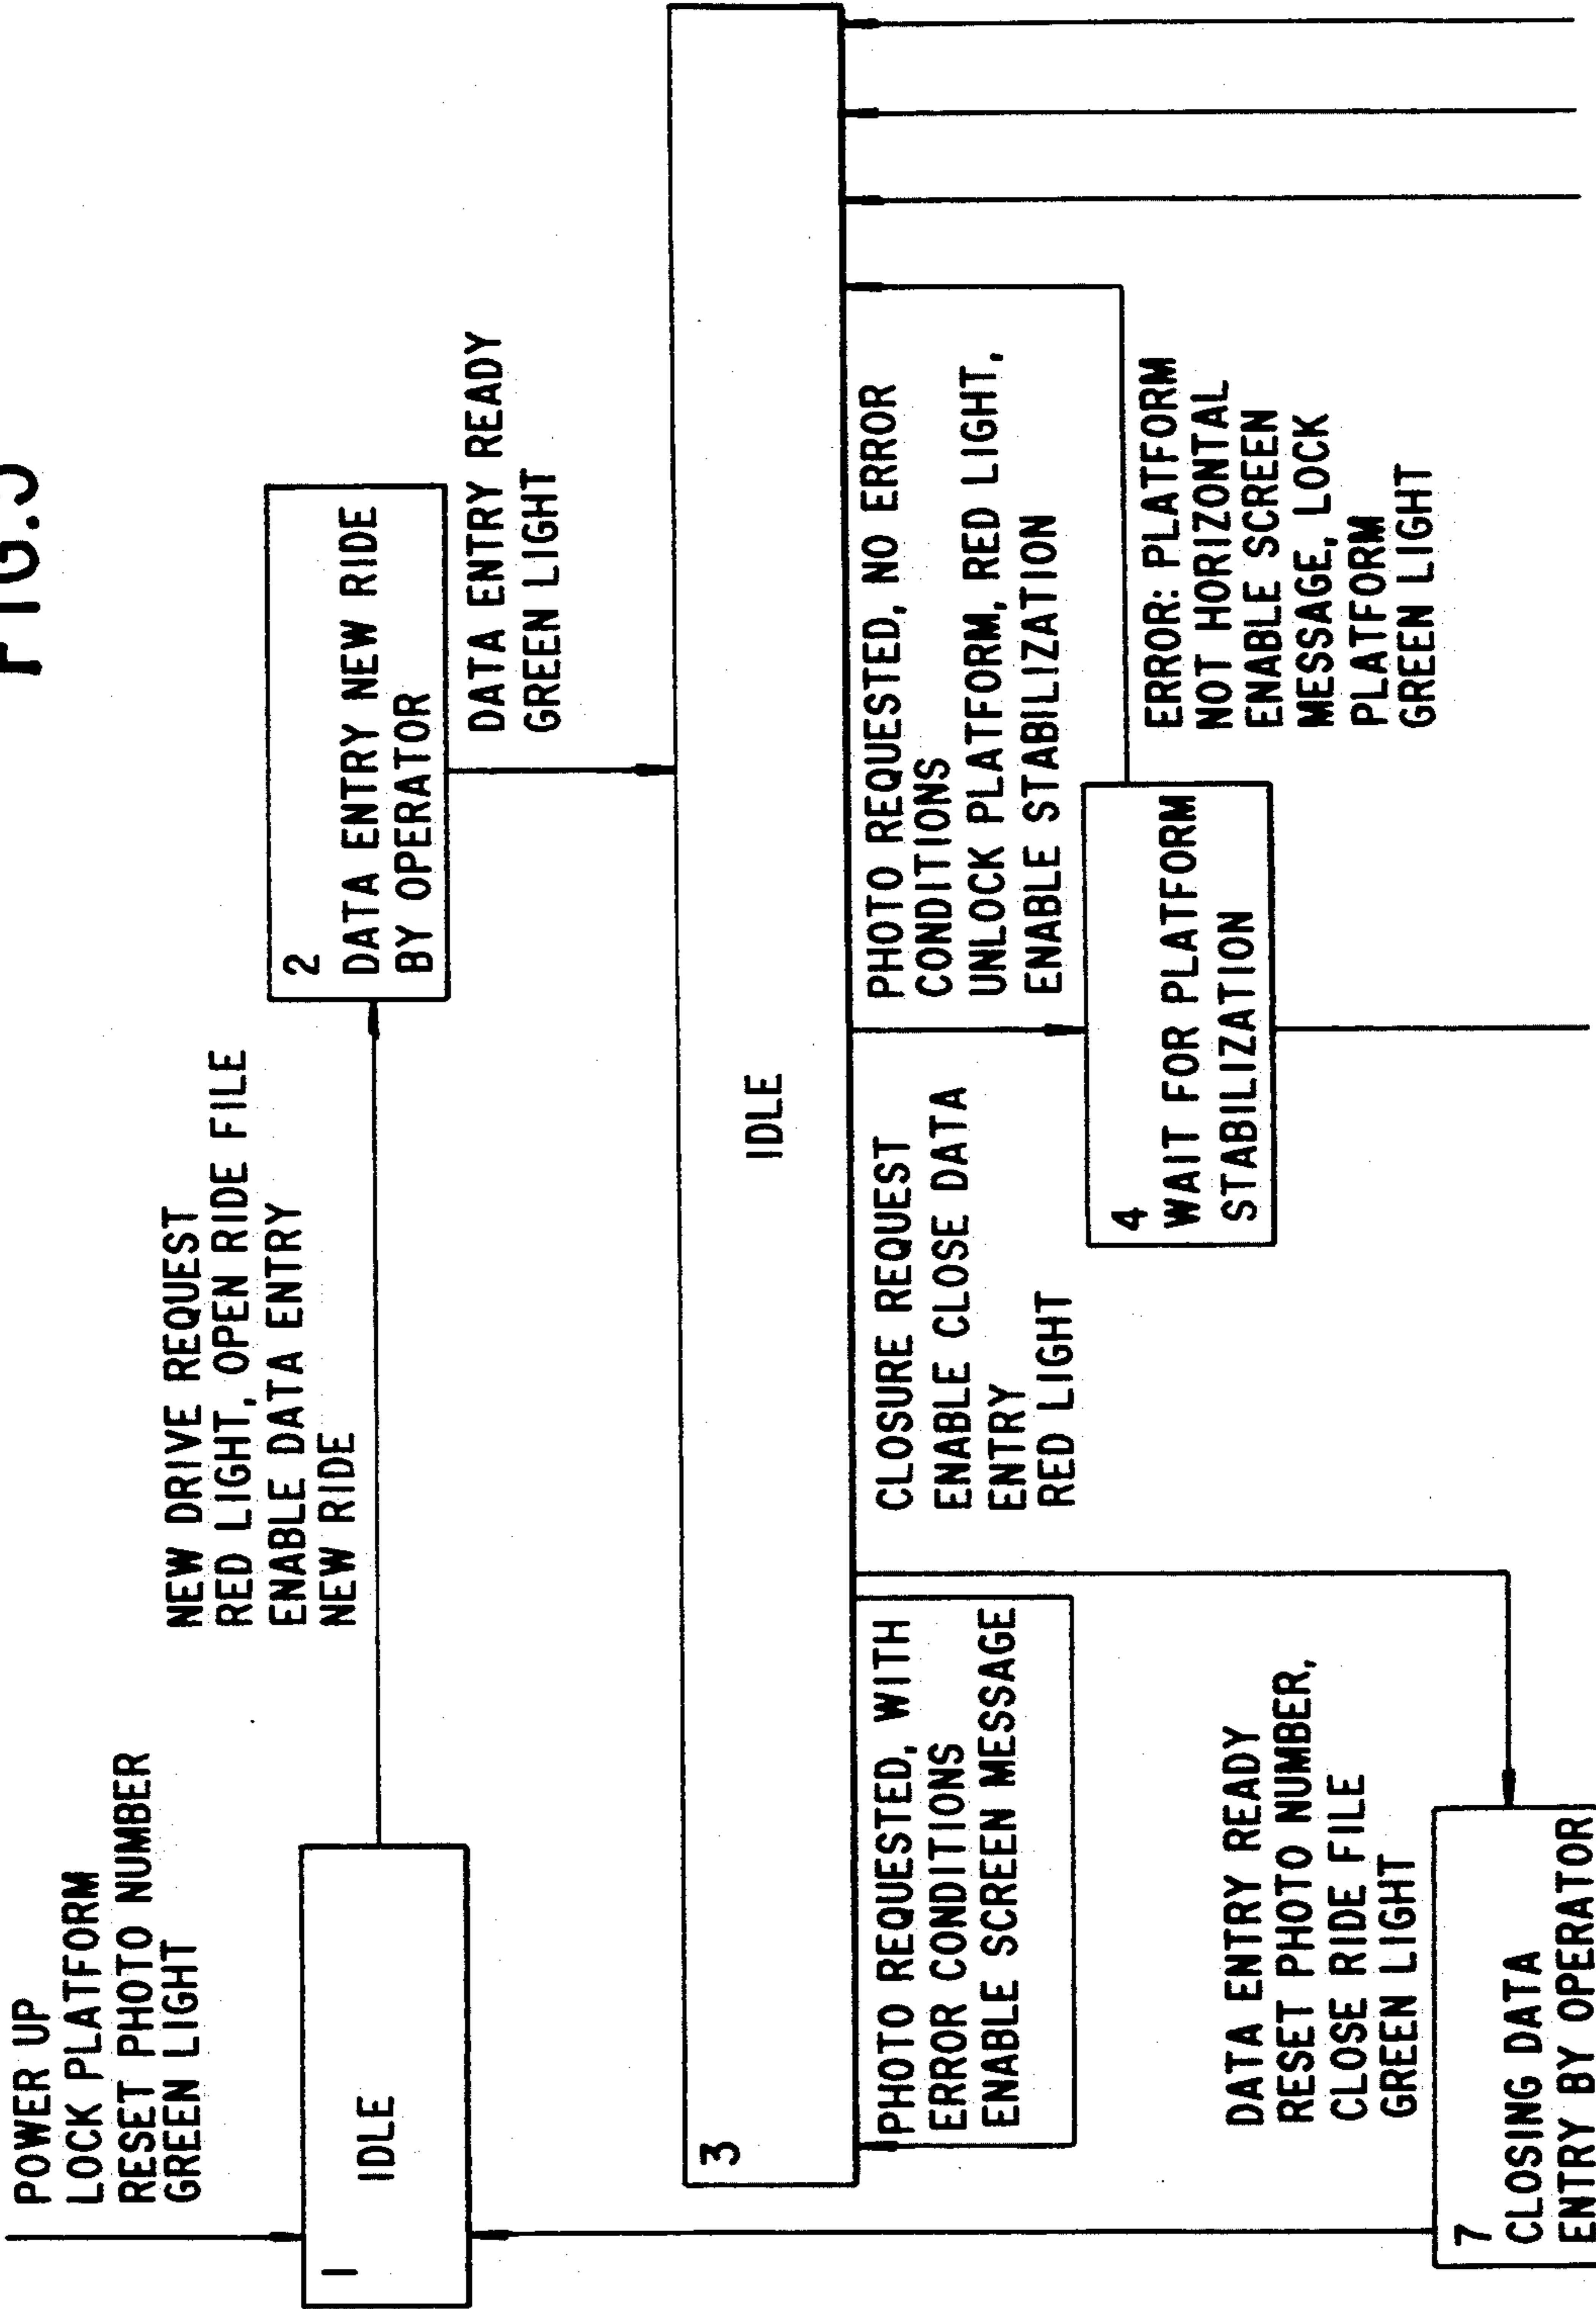 FIG.5
POWER UP
LOCK PLATFORM
RESET PHOTO NUMBER
GREEN LIGHT
1
IDLE
NEW DRIVE REQUEST
RED LIGHT, OPEN RIDE FILE
ENABLE DATA ENTRY
NEW RIDE
2
DATA ENTRY NEW RIDE
BY OPERATOR
DATA ENTRY READY
GREEN LIGHT
3
IDLE
PHOTO REQUESTED, WITH
ERROR CONDITIONS
ENABLE SCREEN MESSAGE
CLOSURE REQUEST
ENABLE CLOSE DATA
ENTRY
RED LIGHT
PHOTO REQUESTED, NO ERROR
CONDITIONS
UNLOCK PLATFORM, RED LIGHT,
ENABLE STABILIZATION
4
WAIT FOR PLATFORM
STABILIZATION
ERROR: PLATFORM
NOT HORIZONTAL
ENABLE SCREEN
MESSAGE, LOCK
PLATFORM
GREEN LIGHT
DATA ENTRY READY
RESET PHOTO NUMBER,
CLOSE RIDE FILE
GREEN LIGHT
7
CLOSING DATA
ENTRY BY OPERATOR